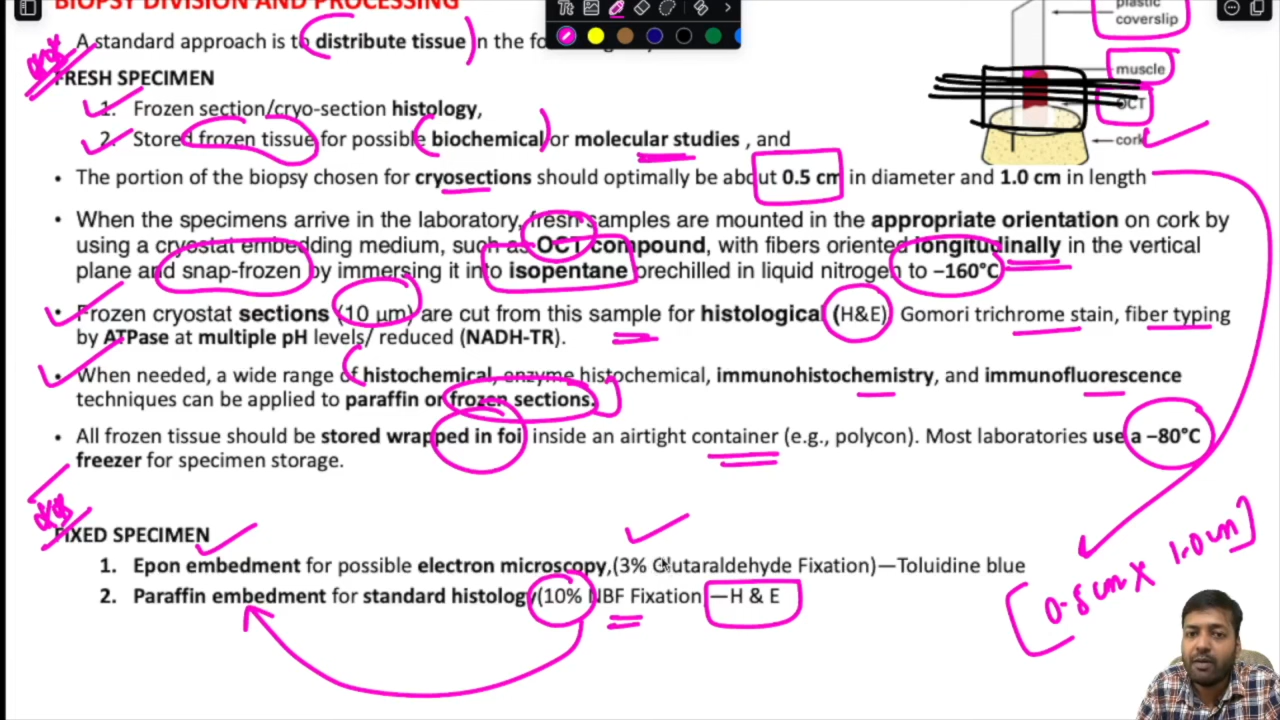 BIOPSY DIVISION AND PROCESSING
A standard approach is to distribute tissue in the fo
FRESH SPECIMEN
1. Frozen section/cryo-section histology,
2. Stored frozen tissue for possible biochemical or molecular studies , and
• The portion of the biopsy chosen for cryosections should optimally be about 0.5 cm in diameter and 1.0 cm in length
• When the specimens arrive in the laboratory, fresh samples are mounted in the appropriate orientation on cork by
using a cryostat embedding medium, such as OCT compound, with fibers oriented longitudinally in the vertical
plane and snap-frozen by immersing it into isopentane prechilled in liquid nitrogen to –160°C
• Frozen cryostat sections (10 µm) are cut from this sample for histological (H&E) Gomori trichrome stain, fiber typing
by ATPase at multiple pH levels/ reduced (NADH-TR).
• When needed, a wide range of histochemical, enzyme histochemical, immunohistochemistry, and immunofluorescence
techniques can be applied to paraffin or frozen sections.
• All frozen tissue should be stored wrapped in foil inside an airtight container (e.g., polycon). Most laboratories use a –80°C
freezer for specimen storage.
FIXED SPECIMEN
1. Epon embedment for possible electron microscopy,(3% Glutaraldehyde Fixation)—Toluidine blue
2. Paraffin embedment for standard histology(10% NBF Fixation —H & E
plastic
coverslip
muscle
OCT
cork
0.5 cm x 1.0 cm